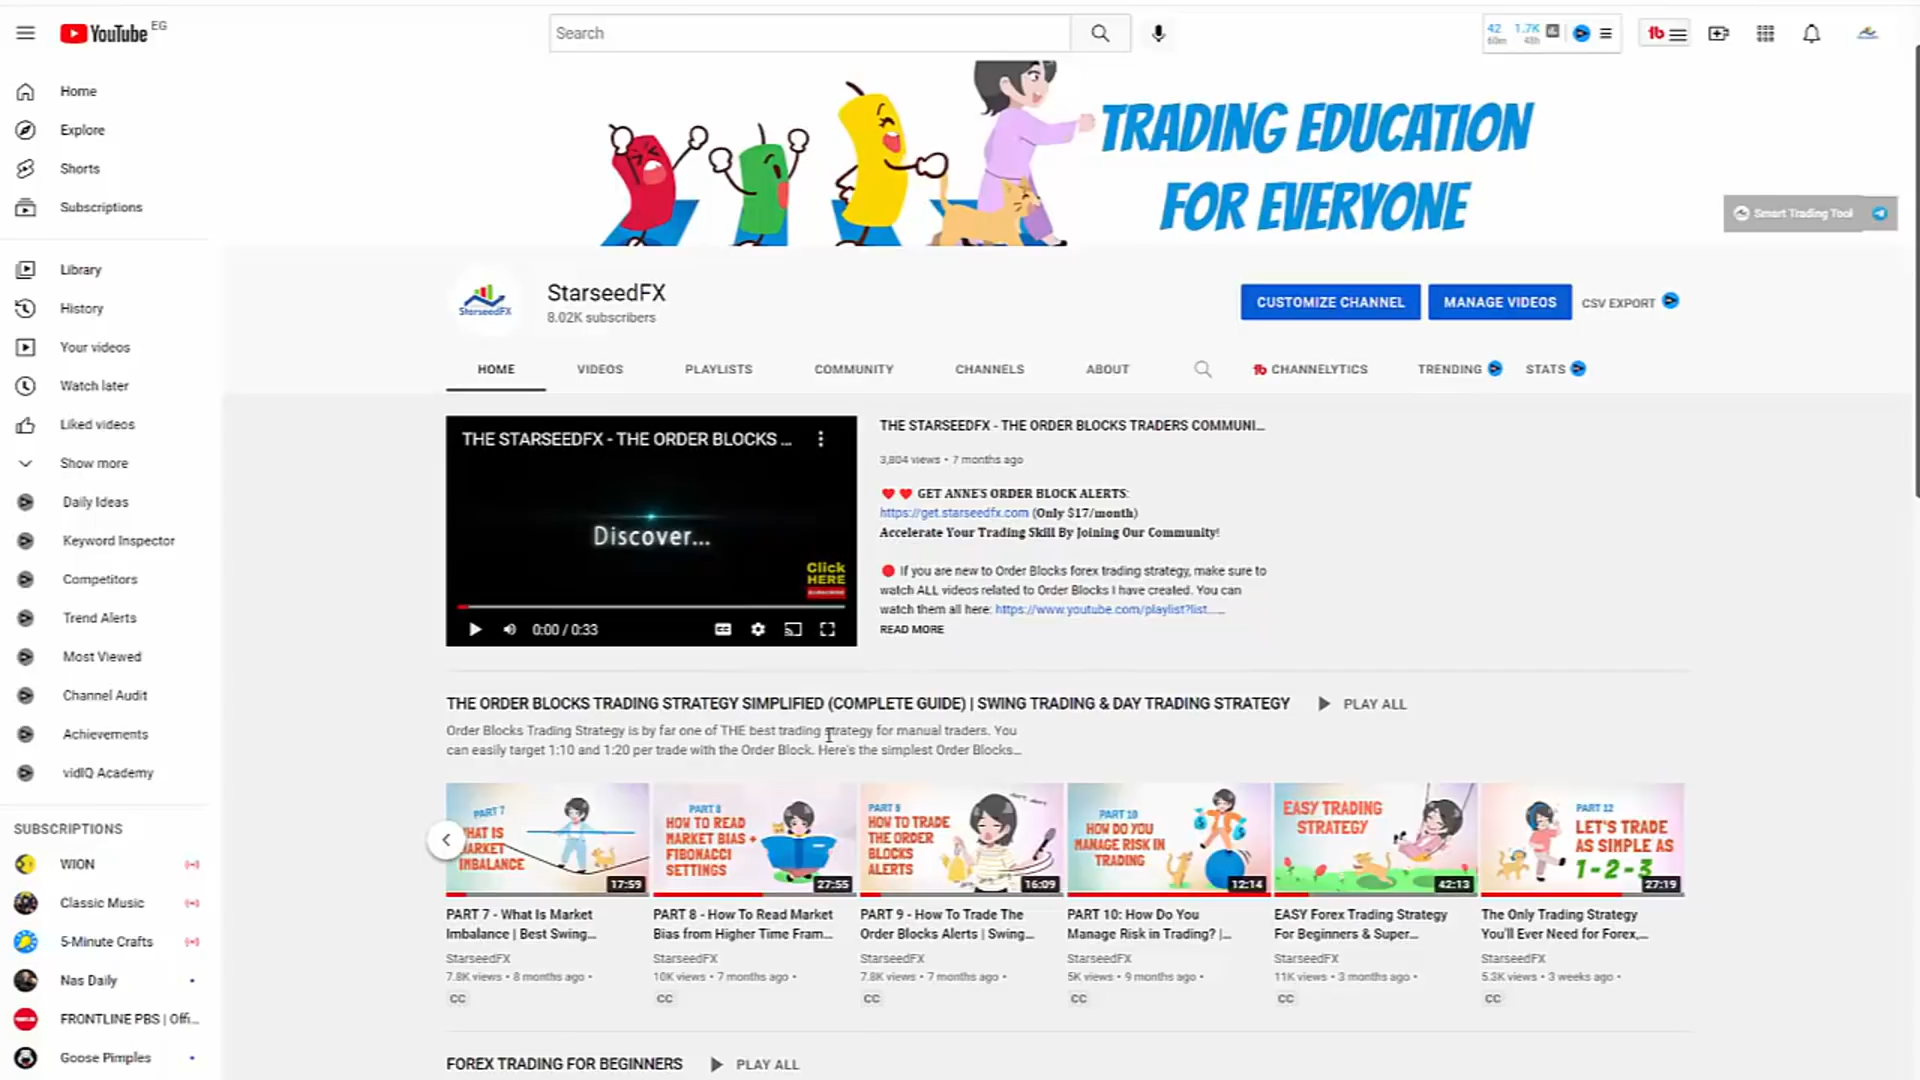 YouTube EG
Search
42 1.7K
60m 48h
Home
Explore
Shorts
Subscriptions
Library
History
Your videos
Watch later
Liked videos
Show more
Daily Ideas
Keyword Inspector
Competitors
Trend Alerts
Most Viewed
Channel Audit
Achievements
vidIQ Academy
SUBSCRIPTIONS
WION
Classic Music
5-Minute Crafts
Nas Daily
FRONTLINE PBS | Offi...
Goose Pimples
TRADING EDUCATION
FOR EVERYONE
Smart Trading Tool
StarseedFX
StarseedFX
8.02K subscribers
CUSTOMIZE CHANNEL
MANAGE VIDEOS
CSV EXPORT
HOME VIDEOS PLAYLISTS COMMUNITY CHANNELS ABOUT CHANNELYTICS TRENDING STATS
THE STARSEEDFX - THE ORDER BLOCKS ...
Discover...
Click
HERE
0:00 / 0:33
THE STARSEEDFX - THE ORDER BLOCKS TRADERS COMMUNI...
3,804 views • 7 months ago
GET ANNE'S ORDER BLOCK ALERTS:
https://get.starseedfx.com (Only $17/month)
Accelerate Your Trading Skill By Joining Our Community!
If you are new to Order Blocks forex trading strategy, make sure to
watch ALL videos related to Order Blocks I have created. You can
watch them all here: https://www.youtube.com/playlist?list......
READ MORE
THE ORDER BLOCKS TRADING STRATEGY SIMPLIFIED (COMPLETE GUIDE) | SWING TRADING & DAY TRADING STRATEGY
PLAY ALL
Order Blocks Trading Strategy is by far one of THE best trading strategy for manual traders. You
can easily target 1:10 and 1:20 per trade with the Order Block. Here's the simplest Order Blocks...
PART 7
WHAT IS
MARKET
IMBALANCE
17:59
PART 7 - What Is Market
Imbalance | Best Swing...
StarseedFX
7.8K views • 8 months ago •
CC
PART 8
HOW TO READ
MARKET BIAS +
FIBONACCI
SETTINGS
27:55
PART 8 - How To Read Market
Bias from Higher Time Fram...
StarseedFX
10K views • 7 months ago •
CC
PART 9
HOW TO TRADE
THE ORDER
BLOCKS
ALERTS
16:09
PART 9 - How To Trade The
Order Blocks Alerts | Swing...
StarseedFX
7.8K views • 7 months ago •
CC
PART 10
HOW DO YOU
MANAGE RISK IN
TRADING?
12:14
PART 10: How Do You
Manage Risk in Trading? |...
StarseedFX
5K views • 9 months ago •
CC
EASY TRADING
STRATEGY
42:13
EASY Forex Trading Strategy
For Beginners & Super...
StarseedFX
11K views • 3 months ago •
CC
PART 12
LET'S TRADE
AS SIMPLE AS
1-2-3
27:19
The Only Trading Strategy
You'll Ever Need for Forex,...
StarseedFX
5.3K views • 3 weeks ago •
CC
FOREX TRADING FOR BEGINNERS
PLAY ALL